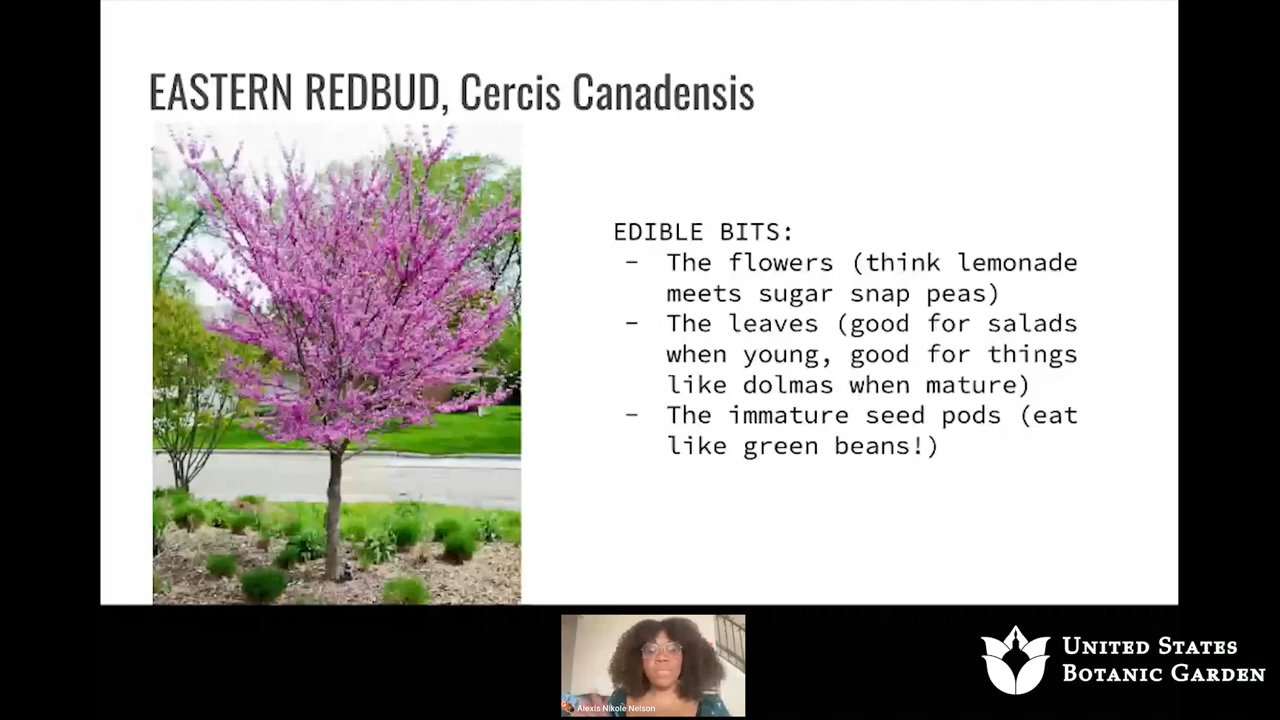 EASTERN REDBUD, Cercis Canadensis
EDIBLE BITS:
- The flowers (think lemonade
meets sugar snap peas)
- The leaves (good for salads
when young, good for things
like dolmas when mature)
- The immature seed pods (eat
like green beans!)
Alexis Nikole Nelson
UNITED STATES
BOTANIC GARDEN